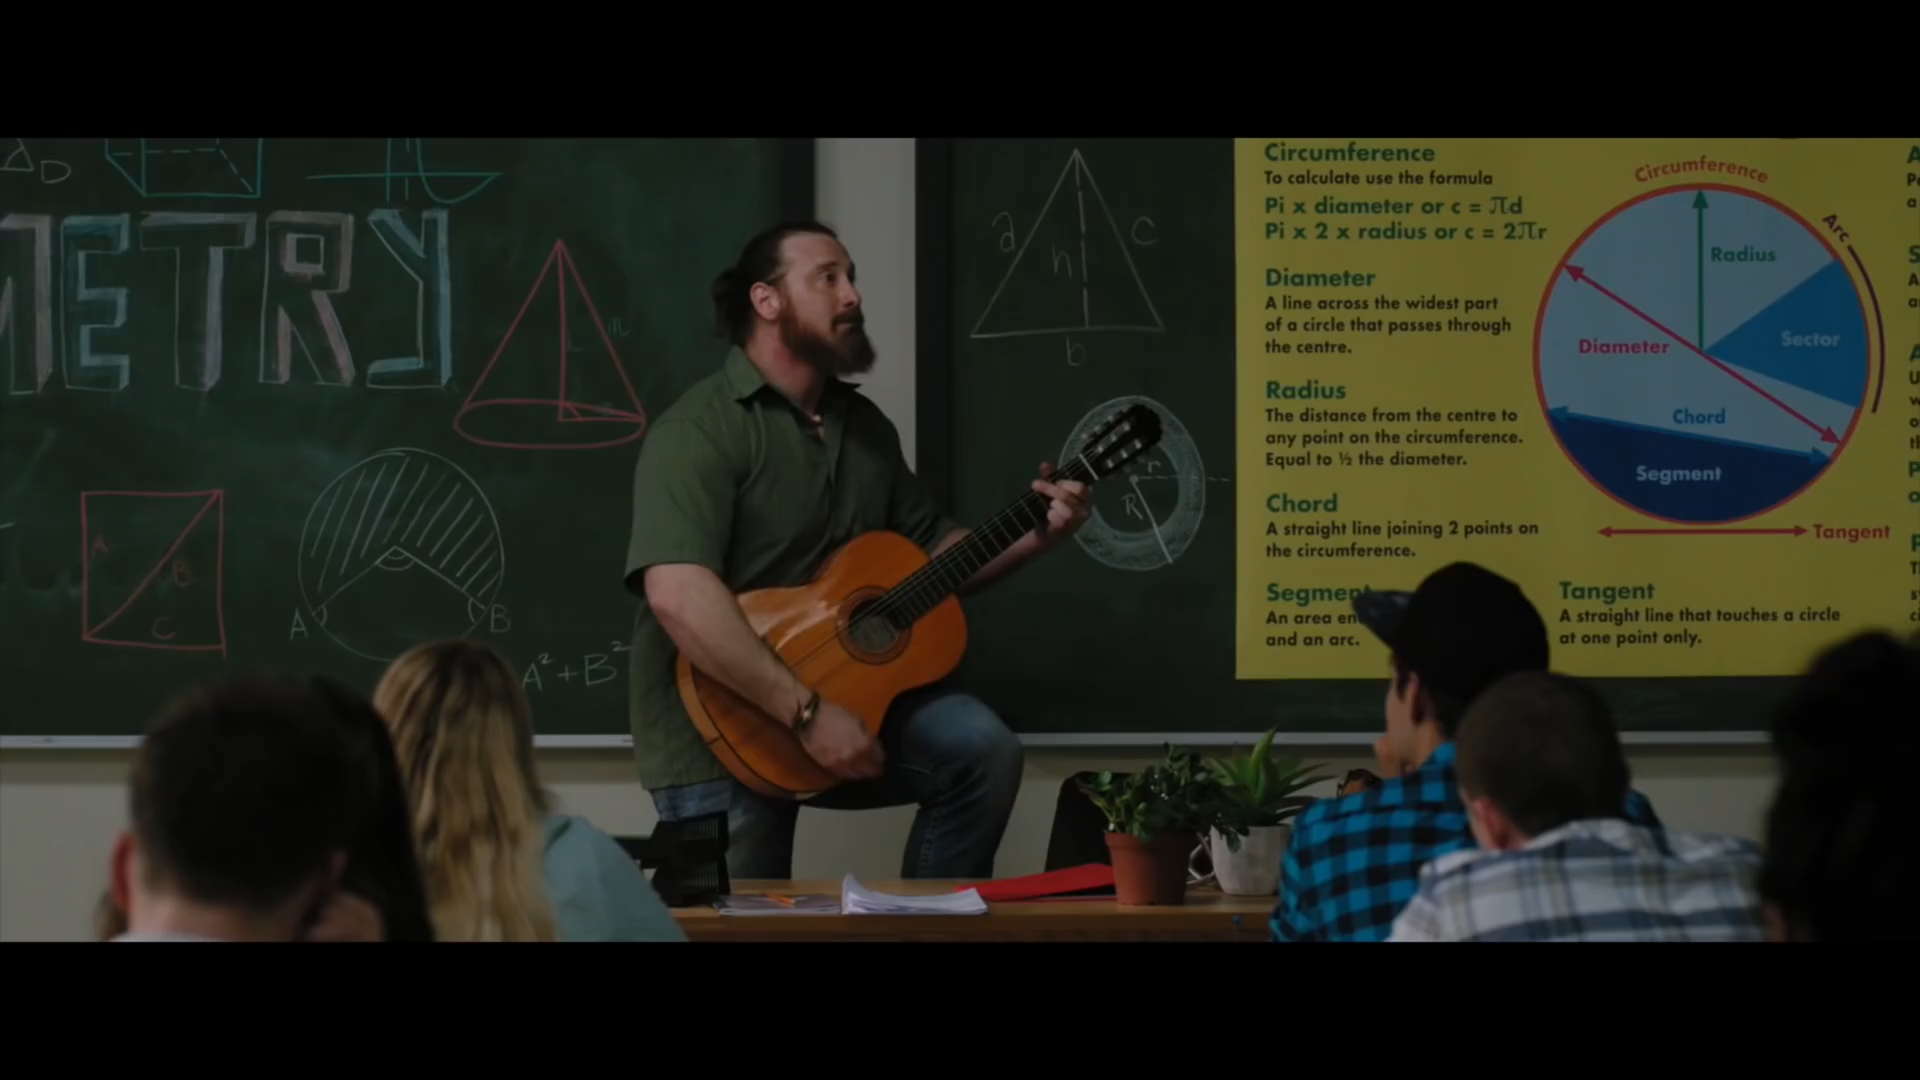 D
METRY
m
A
B
C
A
B
A² + B²
a
c
h
b
r
R
Circumference
To calculate use the formula
Pi x diameter or c = πd
Pi x 2 x radius or c = 2πr
Diameter
A line across the widest part
of a circle that passes through
the centre.
Radius
The distance from the centre to
any point on the circumference.
Equal to ½ the diameter.
Chord
A straight line joining 2 points on
the circumference.
Segment
An area
and an arc.
Circumference
Arc
Radius
Diameter
Sector
Chord
Segment
Tangent
Tangent
A straight line that touches a circle
at one point only.